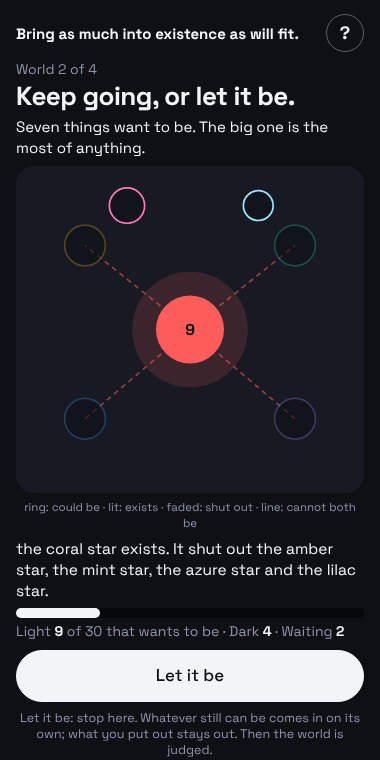 Bring as much into existence as will fit.
?
World 2 of 4
Keep going, or let it be.
Seven things want to be. The big one is the
most of anything.
9
ring: could be · lit: exists · faded: shut out · line: cannot both
be
the coral star exists. It shut out the amber
star, the mint star, the azure star and the lilac
star.
Light 9 of 30 that wants to be · Dark 4 · Waiting 2
Let it be
Let it be: stop here. Whatever still can be comes in on its
own; what you put out stays out. Then the world is
judged.